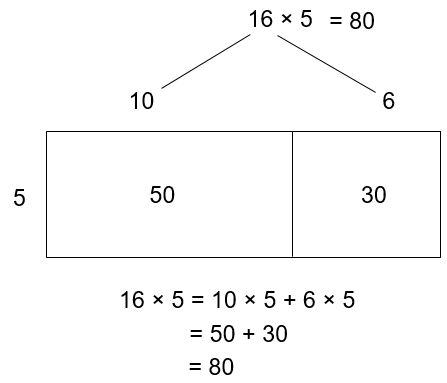 16 × 5 = 80
10 6
5 50 30
16 × 5 = 10 × 5 + 6 × 5
= 50 + 30
= 80